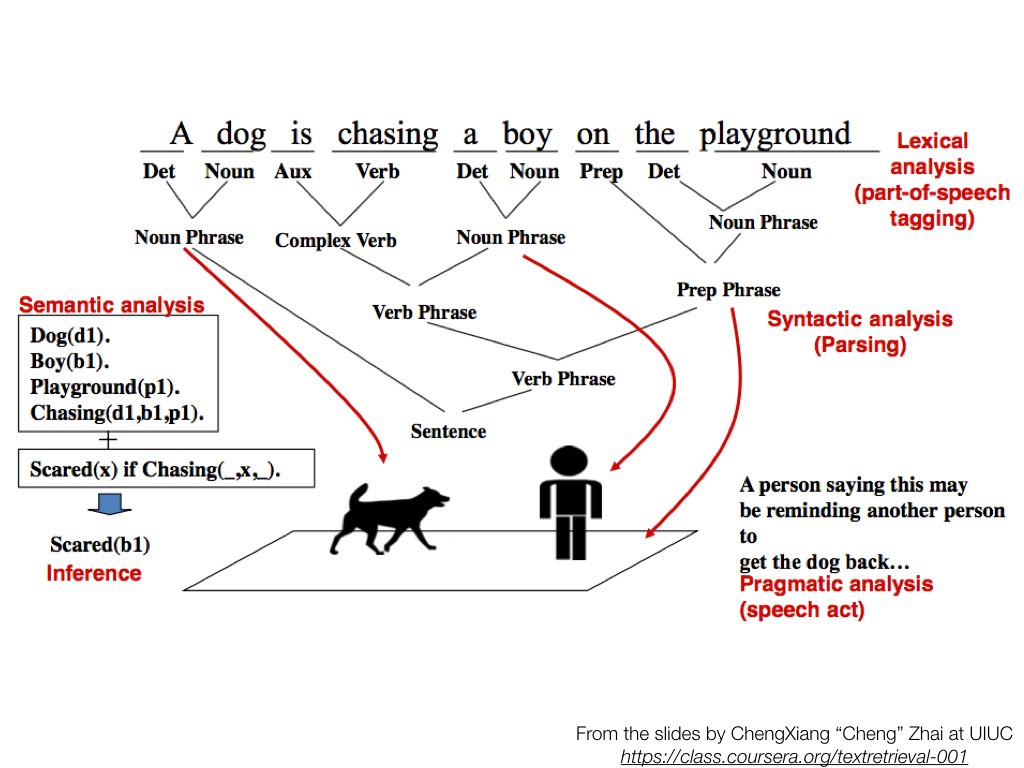 A dog is chasing a boy on the playground
Det Noun Aux Verb Det Noun Prep Det Noun
Lexical
analysis
(part-of-speech
tagging)
Noun Phrase
Noun Phrase Complex Verb Noun Phrase
Prep Phrase
Semantic analysis
Verb Phrase
Syntactic analysis
(Parsing)
Dog(d1).
Boy(b1).
Playground(p1).
Chasing(d1,b1,p1).
Verb Phrase
Sentence
+
Scared(x) if Chasing(_,x,_).
Scared(b1)
Inference
A person saying this may
be reminding another person
to
get the dog back…
Pragmatic analysis
(speech act)
From the slides by ChengXiang “Cheng” Zhai at UIUC
https://class.coursera.org/textretrieval-001